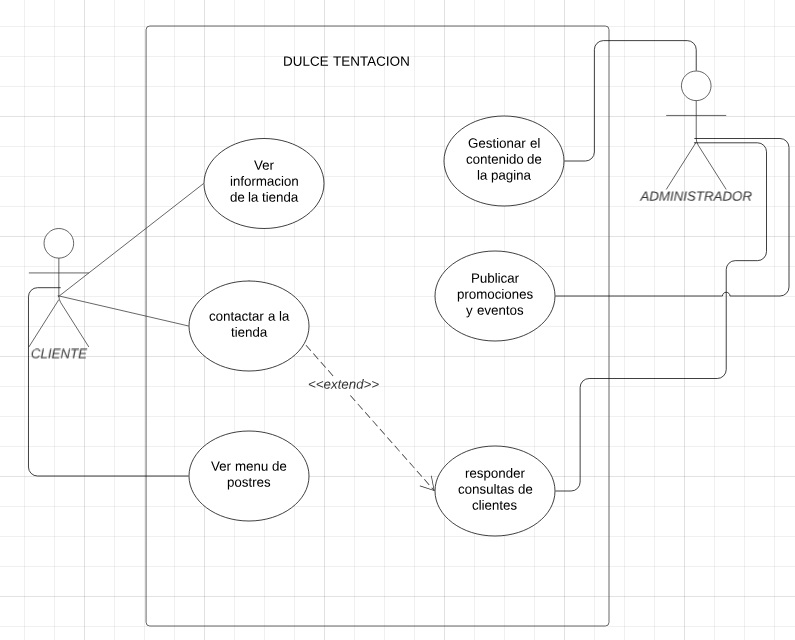 DULCE TENTACION
Gestionar el
contenido de
la pagina
Ver
informacion
de la tienda
ADMINISTRADOR
Publicar
promociones
y eventos
contactar a la
tienda
CLIENTE
<<extend>>
Ver menu de
postres
responder
consultas de
clientes